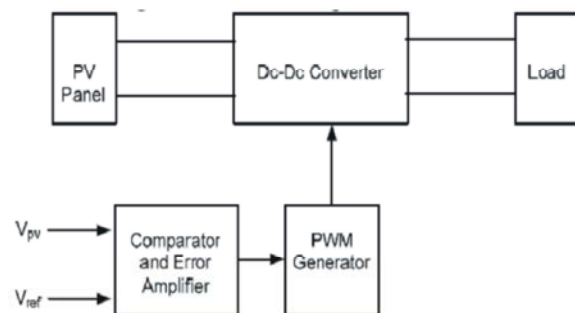 PV
Panel
Dc-Dc Converter
Load
Vpv
Vref
Comparator
and Error
Amplifier
PWM
Generator